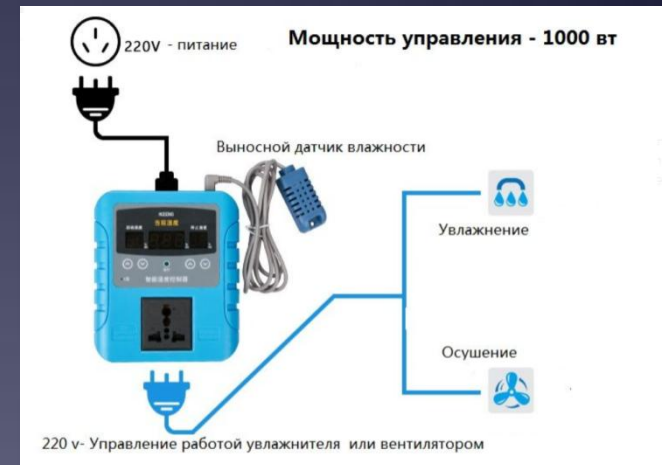 Мощность управления - 1000 вт
220V - питание
Выносной датчик влажности
Увлажнение
Осушение
220 v- Управление работой увлажнителя или вентилятором